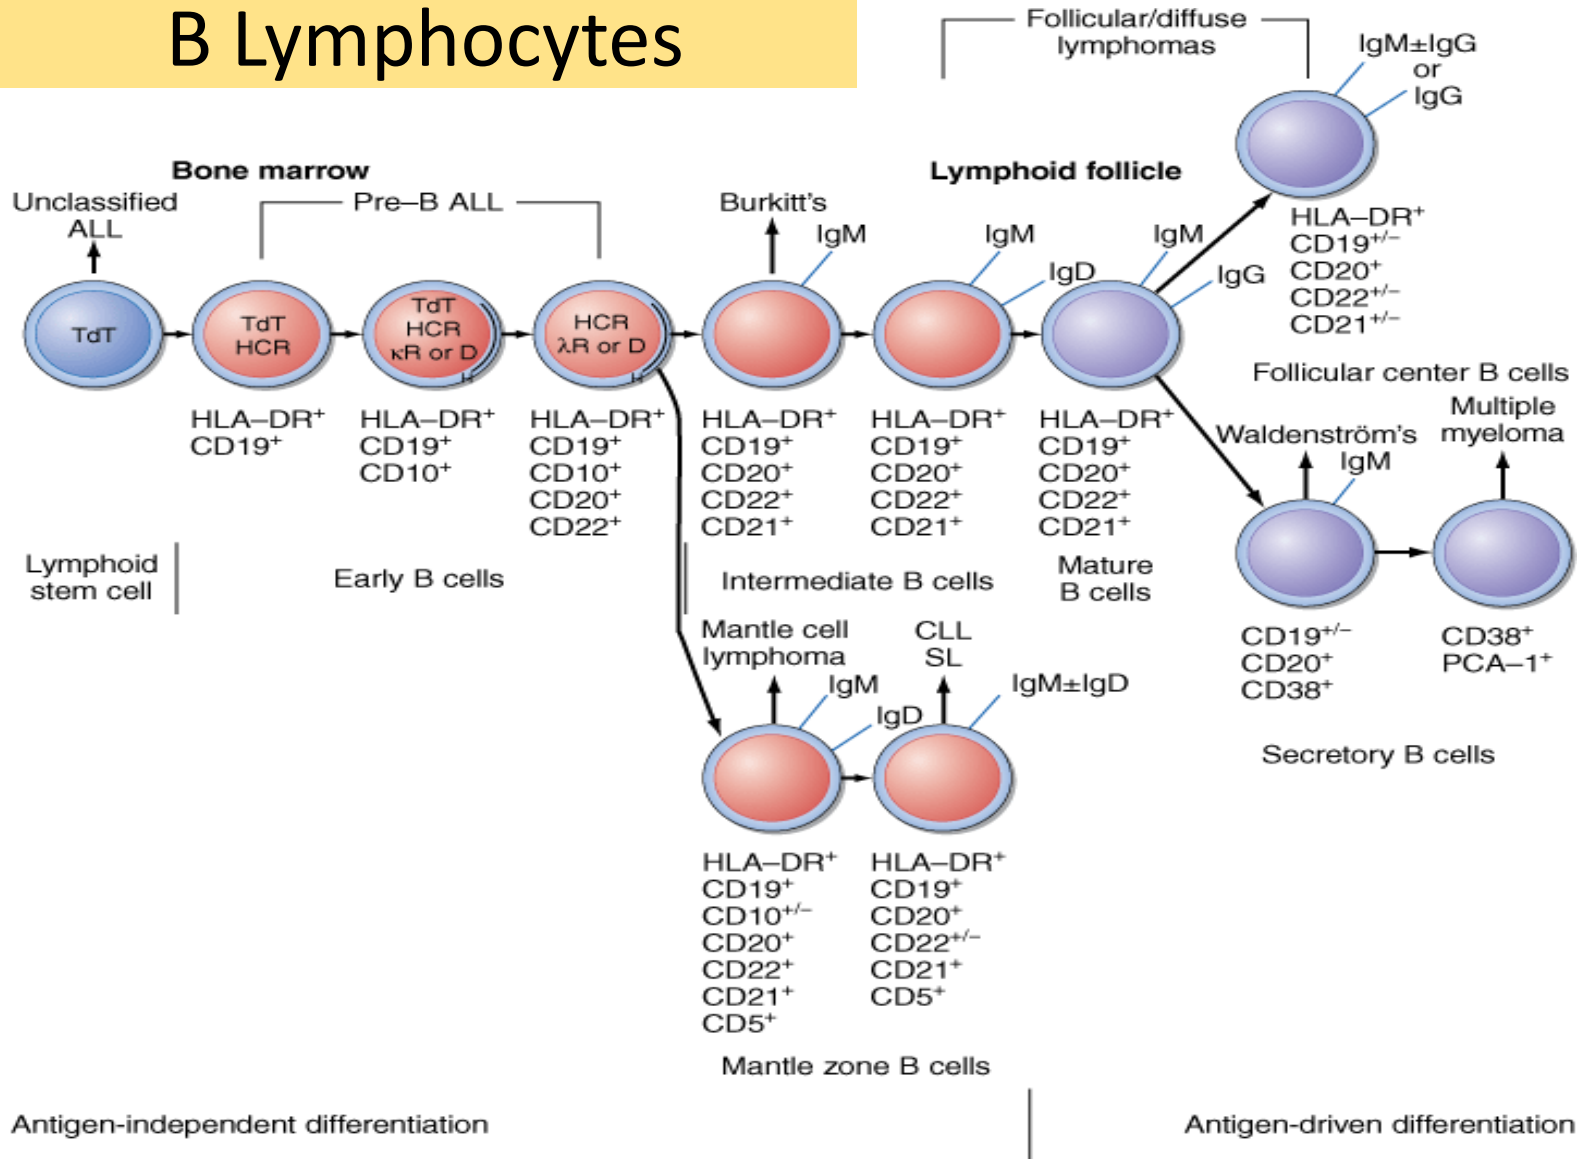 B Lymphocytes
Follicular/diffuse
lymphomas
IgM±IgG
or
IgG
Bone marrow
Lymphoid follicle
Unclassified
ALL
Pre–B ALL
Burkitt's
IgM
IgM
IgD
IgM
IgG
TdT
TdT
HCR
TdT
HCR
κR or D
HCR
λR or D
HLA–DR⁺
CD19⁺
HLA–DR⁺
CD19⁺
CD10⁺
HLA–DR⁺
CD19⁺
CD10⁺
CD20⁺
CD22⁺
HLA–DR⁺
CD19⁺
CD20⁺
CD22⁺
CD21⁺
HLA–DR⁺
CD19⁺
CD20⁺
CD22⁺
CD21⁺
HLA–DR⁺
CD19⁺
CD20⁺
CD22⁺
CD21⁺
HLA–DR⁺
CD19⁺/⁻
CD20⁺
CD22⁺/⁻
CD21⁺/⁻
Follicular center B cells
Lymphoid
stem cell
Early B cells
Intermediate B cells
Mature
B cells
Waldenström's
IgM
Multiple
myeloma
CD19⁺/⁻
CD20⁺
CD38⁺
CD38⁺
PCA–1⁺
Secretory B cells
Mantle cell
lymphoma
IgM
IgD
CLL
SL
IgM±IgD
HLA–DR⁺
CD19⁺
CD10⁺/⁻
CD20⁺
CD22⁺
CD21⁺
CD5⁺
HLA–DR⁺
CD19⁺
CD20⁺
CD22⁺/⁻
CD21⁺
CD5⁺
Mantle zone B cells
Antigen-independent differentiation
Antigen-driven differentiation